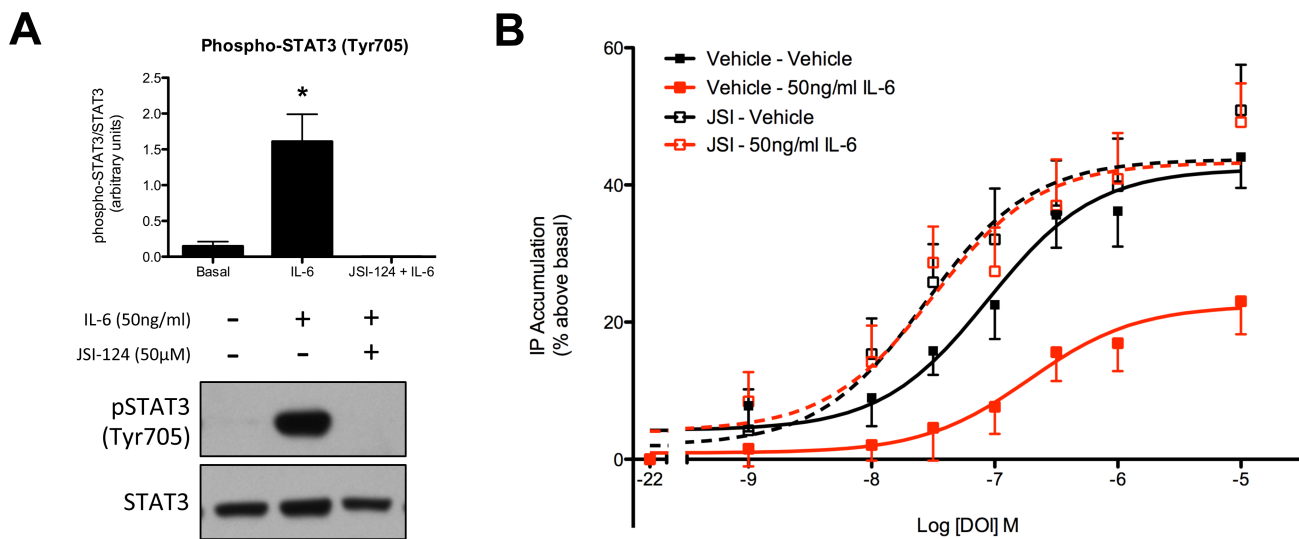 A
Phospho-STAT3 (Tyr705)
phospho-STAT3/STAT3
(arbitrary units)
2.5
2.0
1.5
1.0
0.5
0.0
*
Basal
IL-6
JSI-124 + IL-6
IL-6 (50ng/ml)
- + +
JSI-124 (50µM)
- - +
pSTAT3
(Tyr705)
STAT3
B
Vehicle - Vehicle
Vehicle - 50ng/ml IL-6
JSI - Vehicle
JSI - 50ng/ml IL-6
IP Accumulation
(% above basal)
60
40
20
0
-22
-9
-8
-7
-6
-5
Log [DOI] M